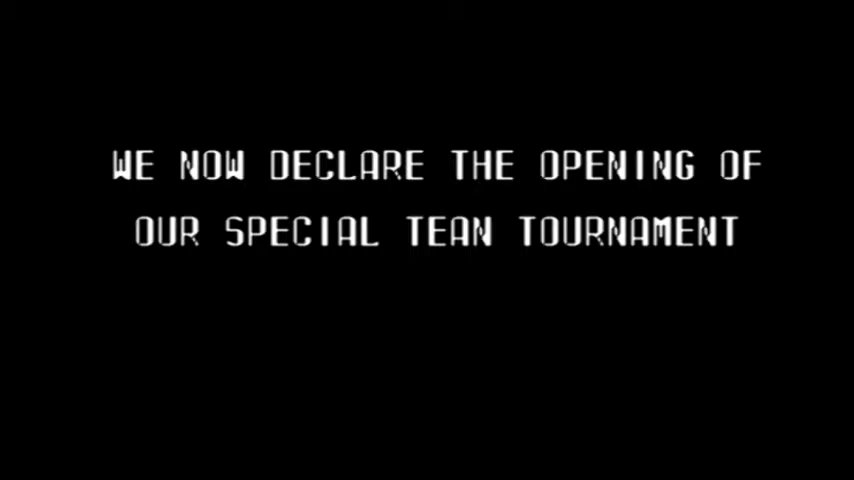 WE NOW DECLARE THE OPENING OF
OUR SPECIAL TEAN TOURNAMENT